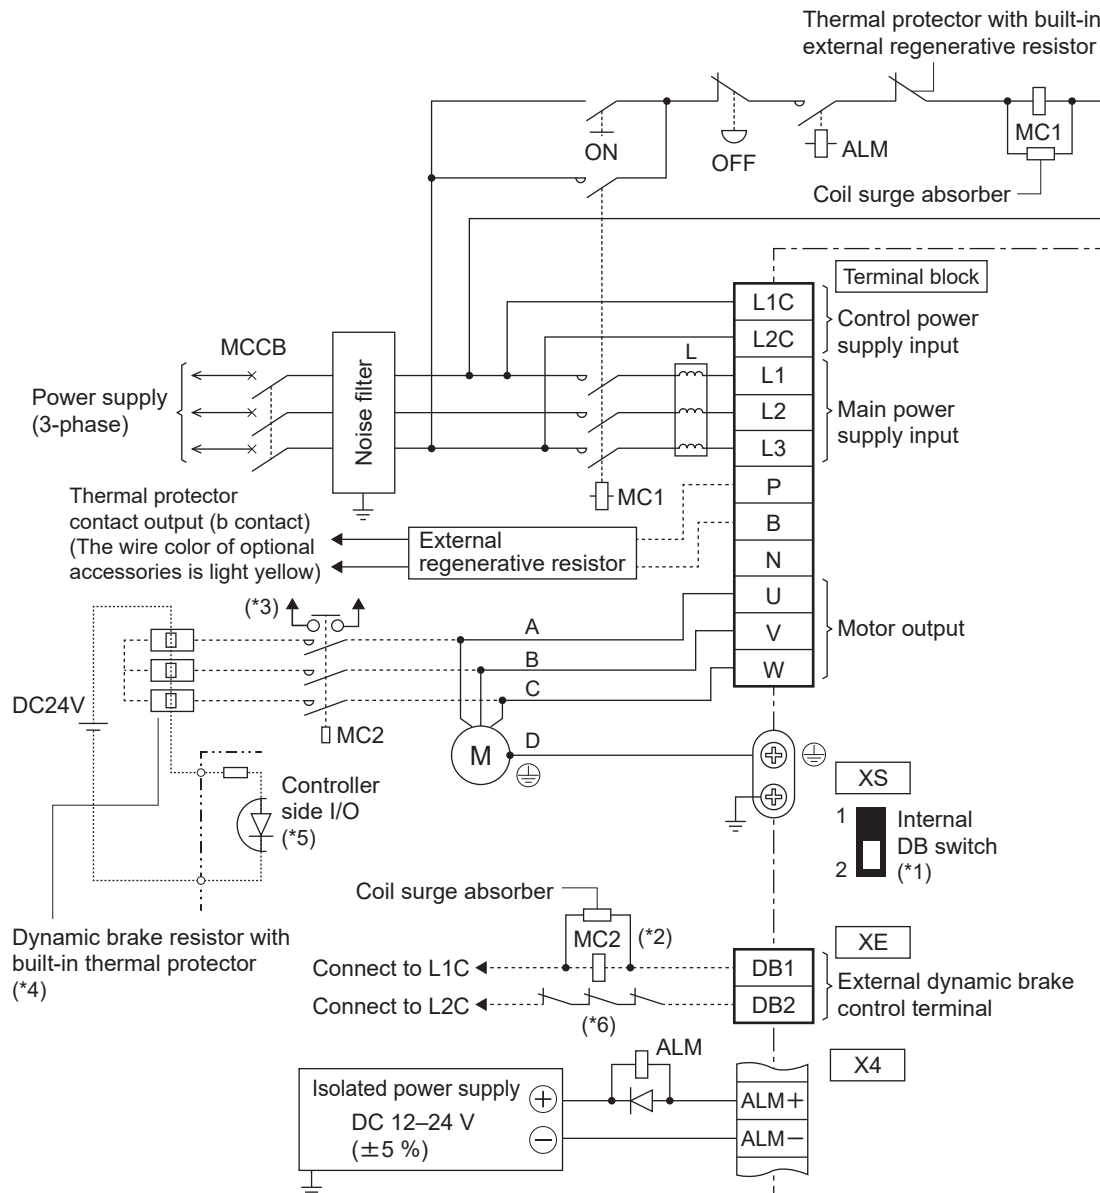 Thermal protector with built-in
external regenerative resistor
ON
OFF
ALM
MC1
Coil surge absorber
Terminal block
L1C
L2C
Control power
supply input
MCCB
Noise filter
L
L1
L2
L3
Main power
supply input
Power supply
(3-phase)
MC1
P
B
N
Thermal protector
contact output (b contact)
(The wire color of optional
accessories is light yellow)
External
regenerative resistor
U
V
W
Motor output
(*3)
A
B
C
D
DC24V
MC2
M
Controller
side I/O
(*5)
XS
1
2
Internal
DB switch
(*1)
Dynamic brake resistor with
built-in thermal protector
(*4)
Coil surge absorber
MC2
(*2)
XE
Connect to L1C
DB1
Connect to L2C
DB2
External dynamic brake
control terminal
(*6)
ALM
X4
Isolated power supply
DC 12–24 V
(±5 %)
+
−
ALM+
ALM−